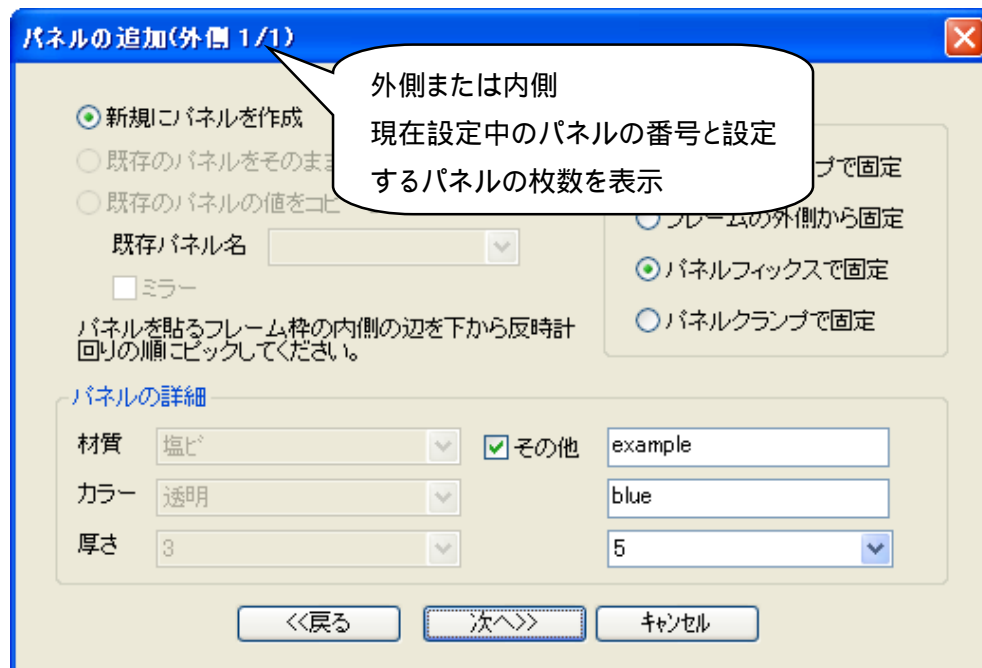 パネルの追加(外側 1/1)
外側または内側
現在設定中のパネルの番号と設定
するパネルの枚数を表示
新規にパネルを作成
既存のパネルをそのまま
既存のパネルの値をコピー
既存パネル名
ミラー
パネルを貼るフレーム枠の内側の辺を下から反時計
回りの順にピックしてください。
プで固定
フレームの外側から固定
パネルフィックスで固定
パネルクランプで固定
パネルの詳細
材質 塩ビ その他 example
カラー 透明 blue
厚さ 3 5
<<戻る 次へ>> キャンセル